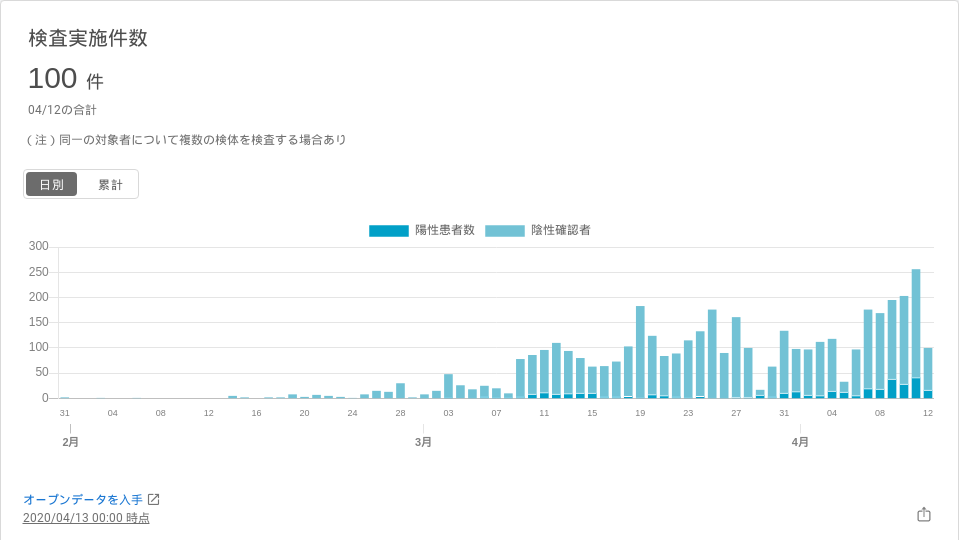 検査実施件数
100 件
04/12の合計
（注）同一の対象者について複数の検体を検査する場合あり
日別 累計
陽性患者数 陰性確認者
300
250
200
150
100
50
0
31 04 08 12 16 20 24 28 03 07 11 15 19 23 27 31 04 08 12
2月 3月 4月
オープンデータを入手
2020/04/13 00:00 時点